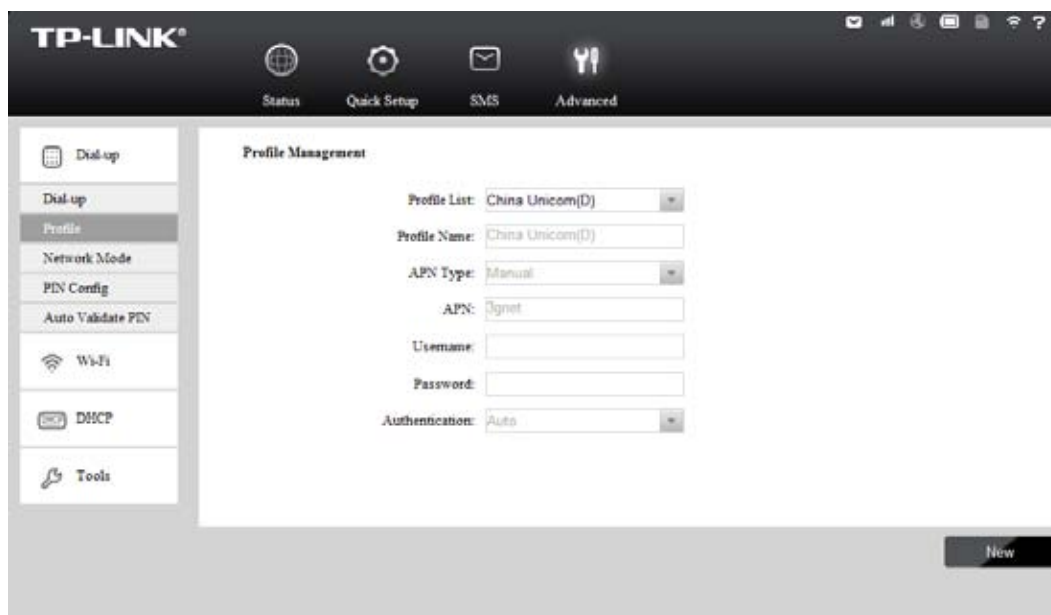 TP-LINK®
?
Status Quick Setup SMS Advanced
Dial-up
Dial-up
Profile
Network Mode
PIN Config
Auto Validate PIN
Wi-Fi
DHCP
Tools
Profile Management
Profile List: China Unicom(D)
Profile Name: China Unicom(D)
APN Type: Manual
APN: 3gnet
Username:
Password:
Authentication: Auto
New